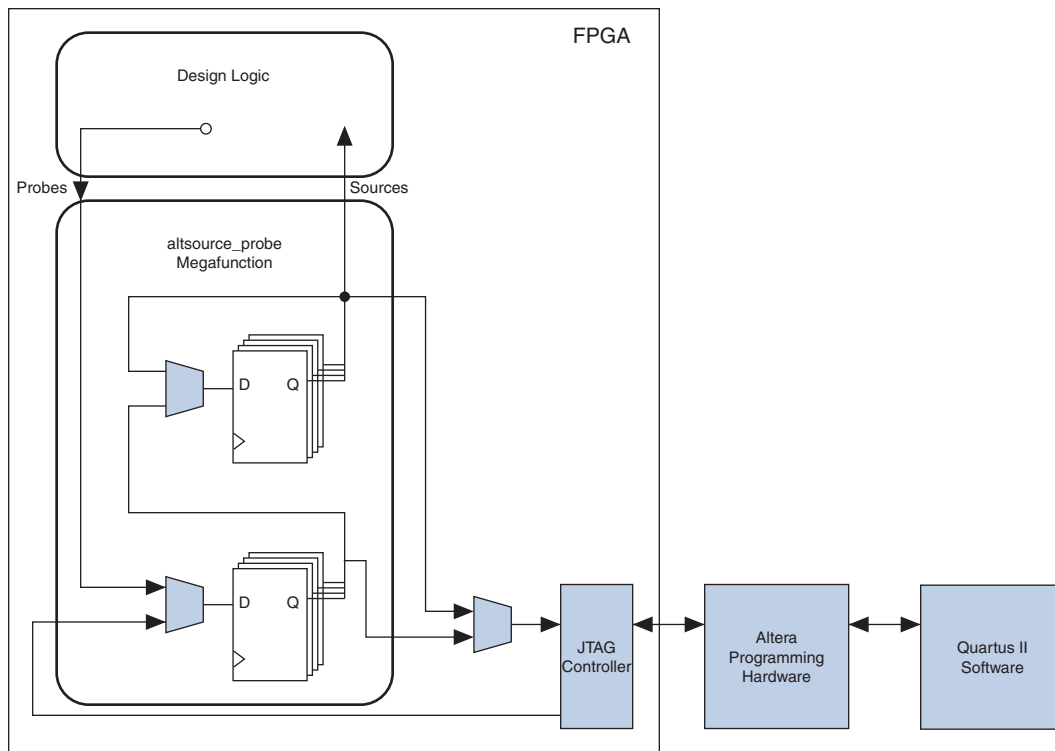 FPGA
Design Logic
Probes
Sources
altsource_probe
Megafunction
D
Q
D
Q
JTAG
Controller
Altera
Programming
Hardware
Quartus II
Software